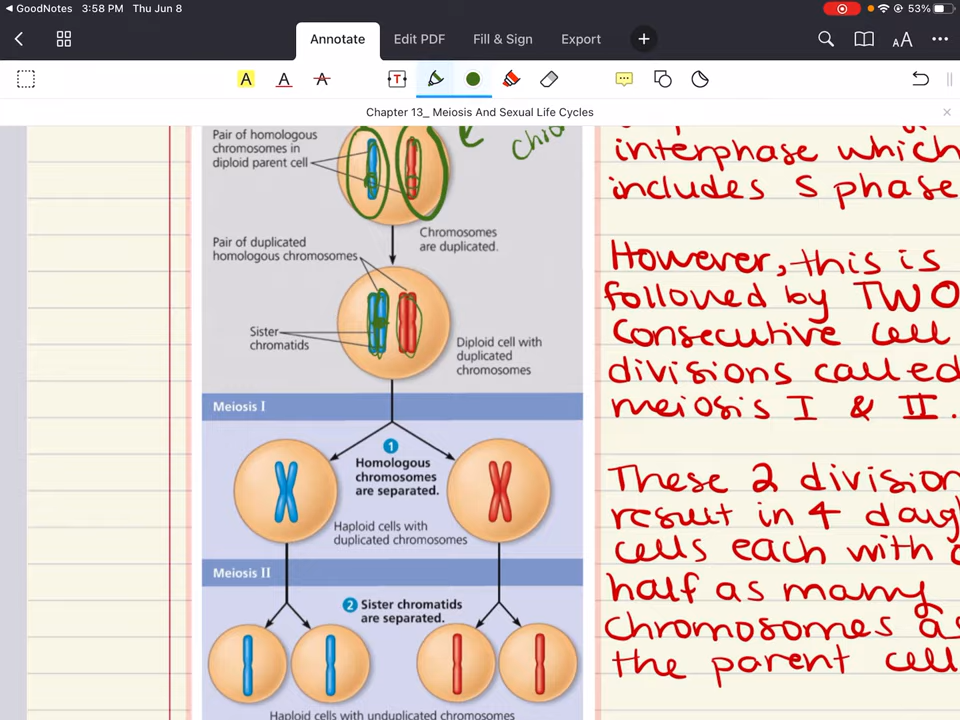 GoodNotes 3:58 PM Thu Jun 8 53%
Annotate Edit PDF Fill & Sign Export
Chapter 13_ Meiosis And Sexual Life Cycles
Pair of homologous
chromosomes in
diploid parent cell
Chromosomes
are duplicated.
Pair of duplicated
homologous chromosomes
Sister
chromatids
Diploid cell with
duplicated
chromosomes
Meiosis I
1 Homologous
chromosomes
are separated.
Haploid cells with
duplicated chromosomes
Meiosis II
2 Sister chromatids
are separated.
Haploid cells with unduplicated chromosomes
interphase which
includes S phase
However, this is
followed by TWO
consecutive cell
divisions called
meiosis I & II.
These 2 division
result in 4 daug
cells each with
half as many
chromosomes as
the parent cell